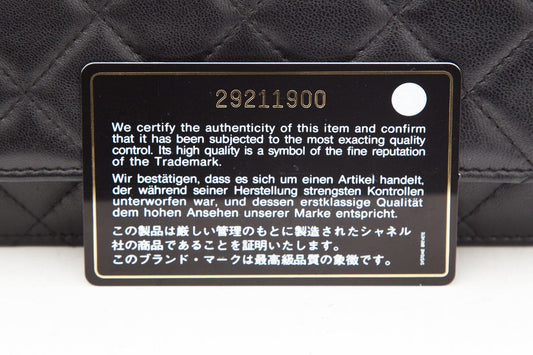 29211900
We certify the authenticity of this item and confirm
that it has been subjected to the most exacting quality
control. Its high quality is a symbol of the fine reputation
of the Trademark.
Wir bestätigen, dass es sich um einen Artikel handelt,
der während seiner Herstellung strengsten Kontrollen
unterworfen war, und dessen erstklassige Qualität
dem hohen Ansehen unserer Marke entspricht.
この製品は厳しい管理のもとに製造されたシャネル
社の商品であることを証明いたします。
このブランド・マークは最高級品質の象徴です。